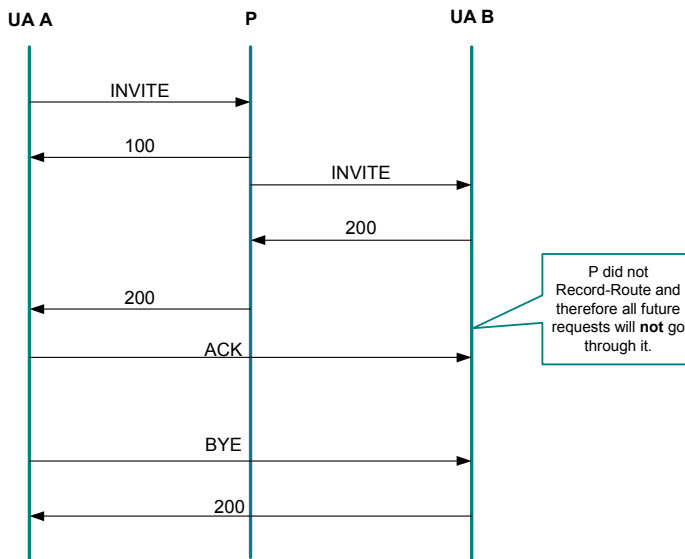 UA A
P
UA B
INVITE
100
INVITE
200
P did not
Record-Route and
therefore all future
requests will not go
through it.
200
ACK
BYE
200